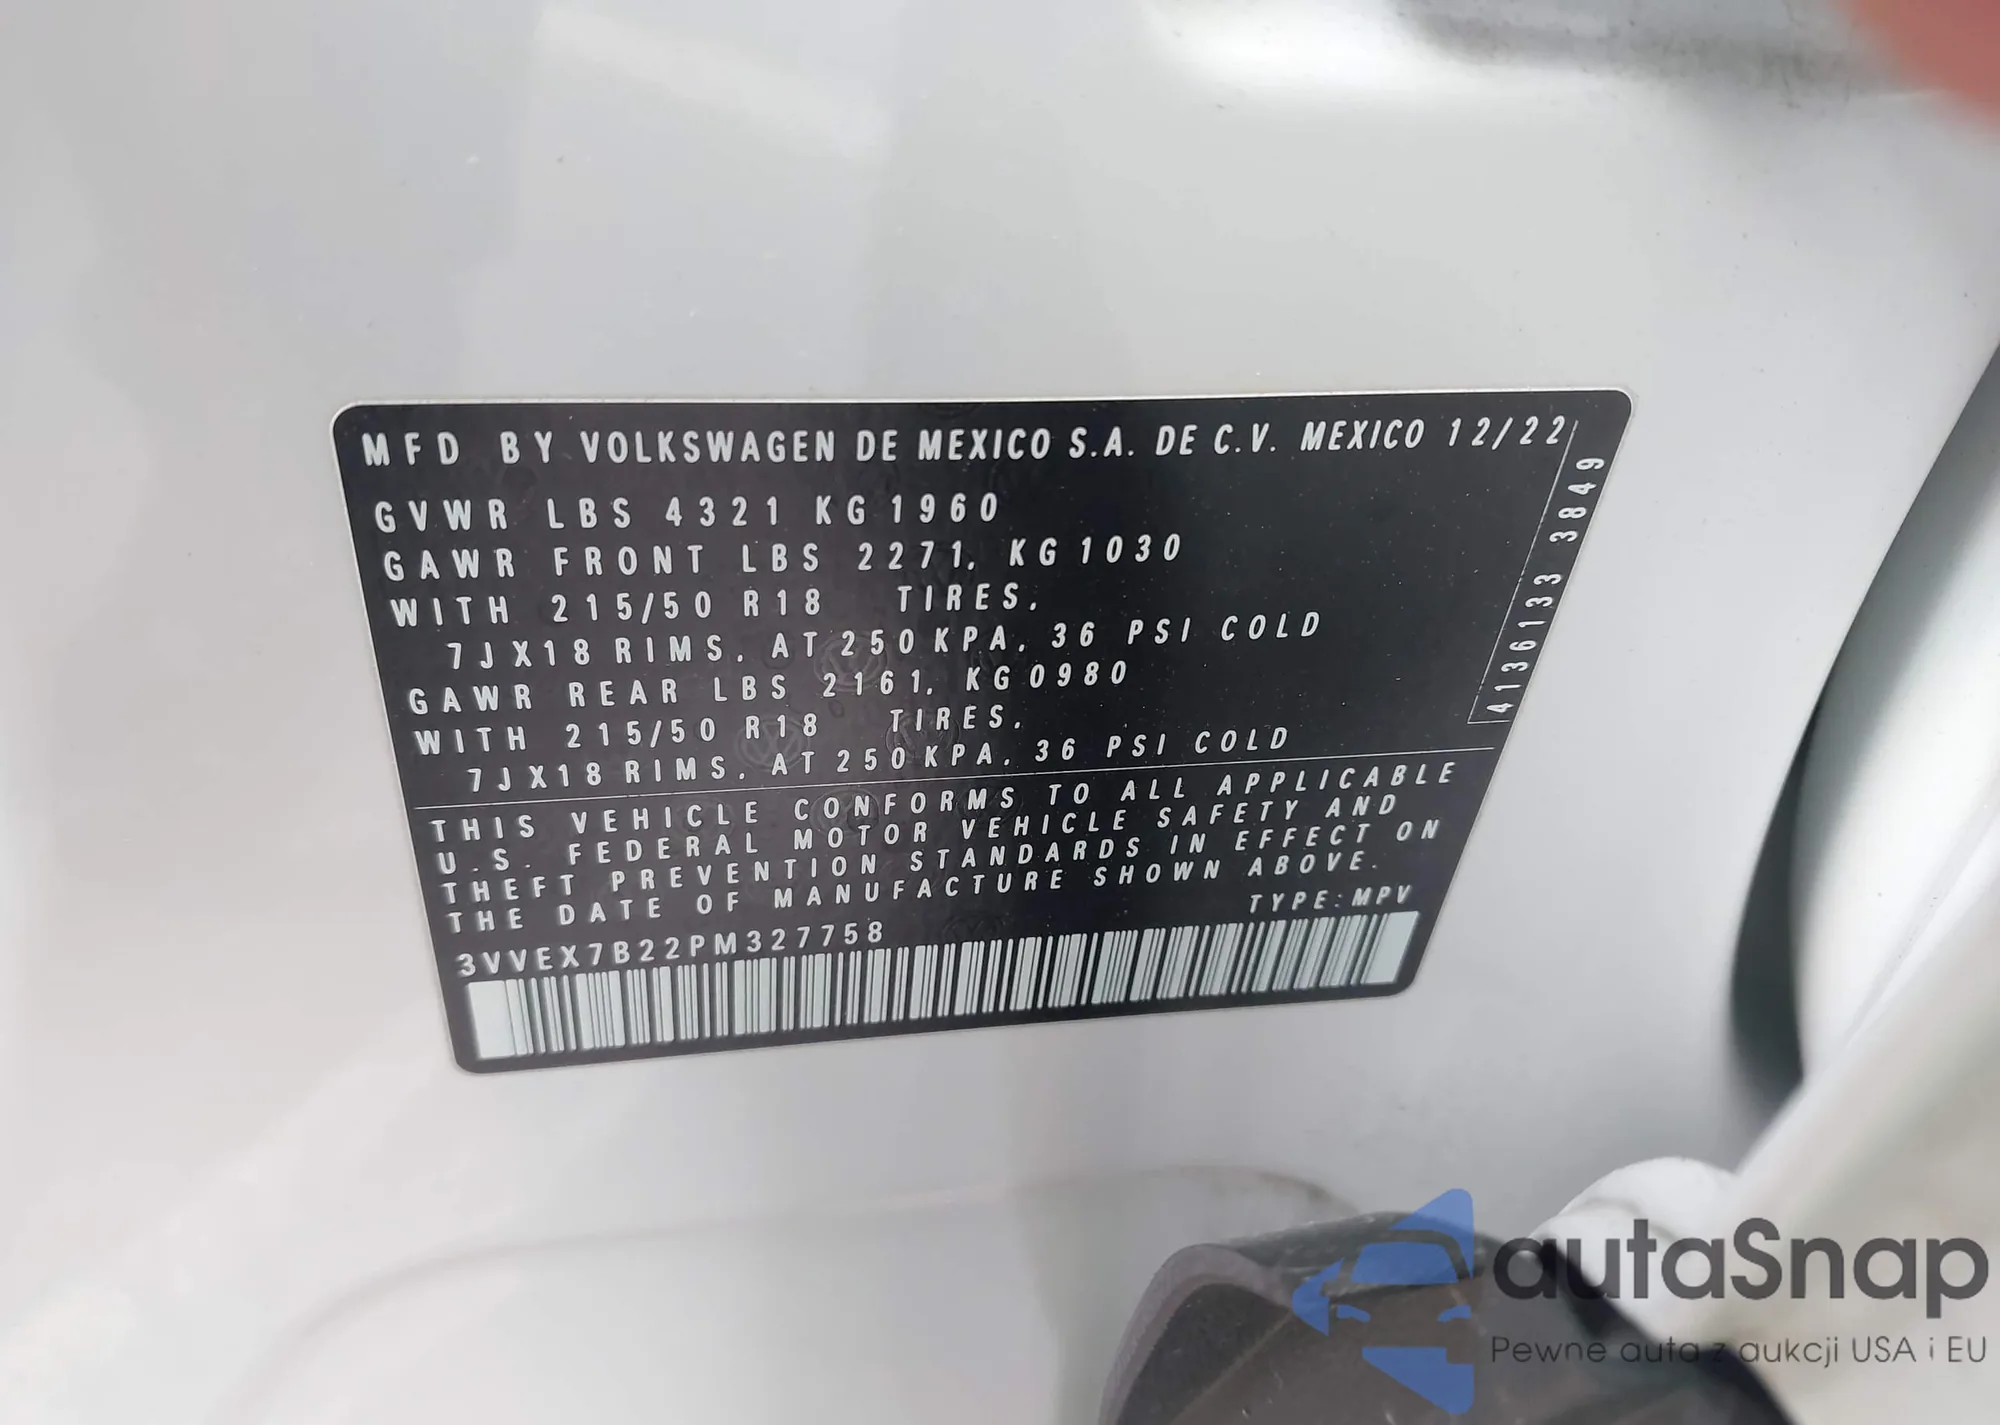 MFD BY VOLKSWAGEN DE MEXICO S.A. DE C.V. MEXICO 12/22
GVWR LBS 4321 KG 1960
GAWR FRONT LBS 2271. KG 1030
WITH 215/50 R18 TIRES.
7JX18 RIMS. AT 250 KPA. 36 PSI COLD
GAWR REAR LBS 2161. KG 0980
WITH 215/50 R18 TIRES.
7JX18 RIMS. AT 250 KPA. 36 PSI COLD
4136133 3849
THIS VEHICLE CONFORMS TO ALL APPLICABLE
U.S. FEDERAL MOTOR VEHICLE SAFETY AND
THEFT PREVENTION STANDARDS IN EFFECT ON
THE DATE OF MANUFACTURE SHOWN ABOVE.
TYPE: MPV
3VVEX7B22PM327758
autaSnap
Pewne auta z aukcji USA i EU